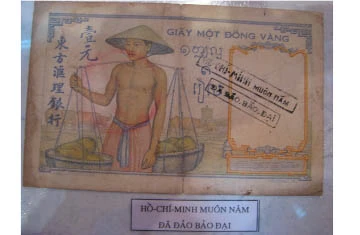 GIẤY MỘT ĐỒNG VÀNG
壹元
東方滙理銀行
CHÍ-MINH MUÔN NĂM
ĐÃ ĐẢO, BẢO, ĐẠI
HỒ-CHÍ-MINH MUÔN NĂM
ĐÃ ĐẢO BẢO ĐẠI